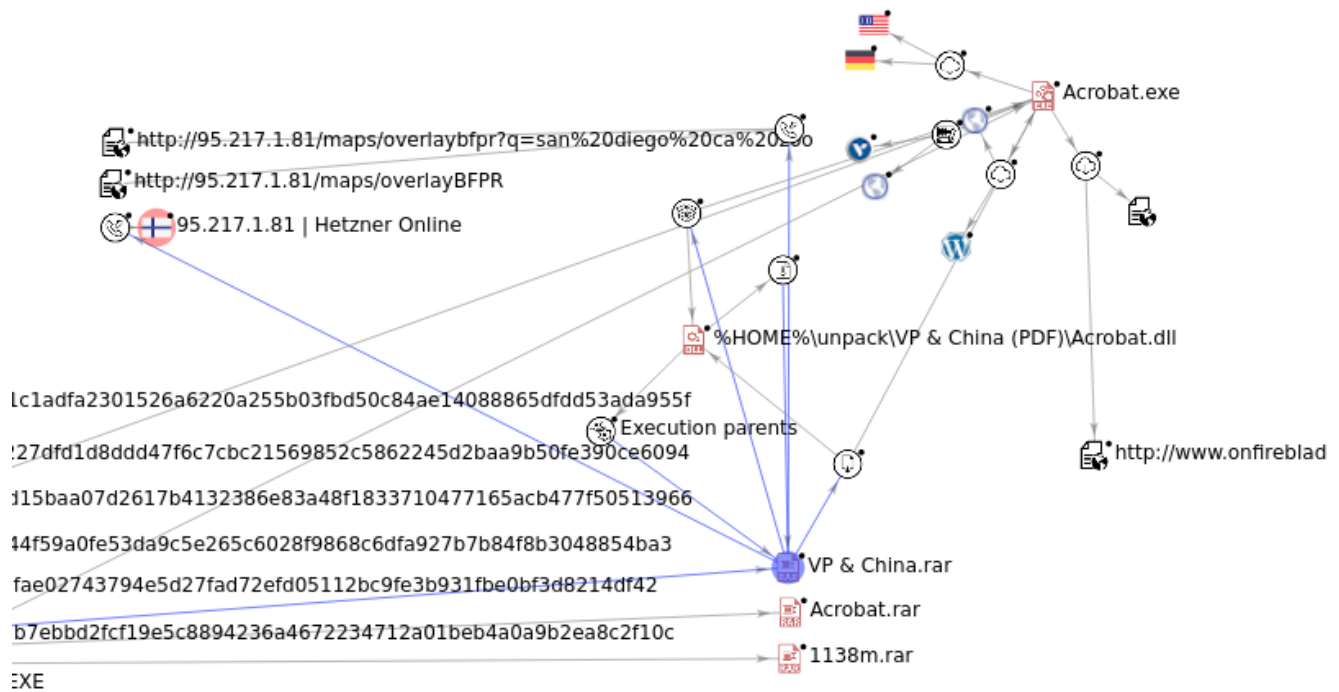 Acrobat.exe
http://95.217.1.81/maps/overlaybfpr?q=san%20diego%20ca%20zoo
http://95.217.1.81/maps/overlayBFPR
95.217.1.81 | Hetzner Online
%HOME%\unpack\VP & China (PDF)\Acrobat.dll
1c1adfa2301526a6220a255b03fbd50c84ae14088865dfdd53ada955f
Execution parents
227dfd1d8ddd47f6c7cbc21569852c5862245d2baa9b50fe390ce6094
http://www.onfireblad
d15baa07d2617b4132386e83a48f1833710477165acb477f50513966
44f59a0fe53da9c5e265c6028f9868c6dfa927b7b84f8b3048854ba3
VP & China.rar
fae02743794e5d27fad72efd05112bc9fe3b931fbe0bf3d8214df42
Acrobat.rar
b7ebbd2fcf19e5c8894236a4672234712a01beb4a0a9b2ea8c2f10c
1138m.rar
EXE